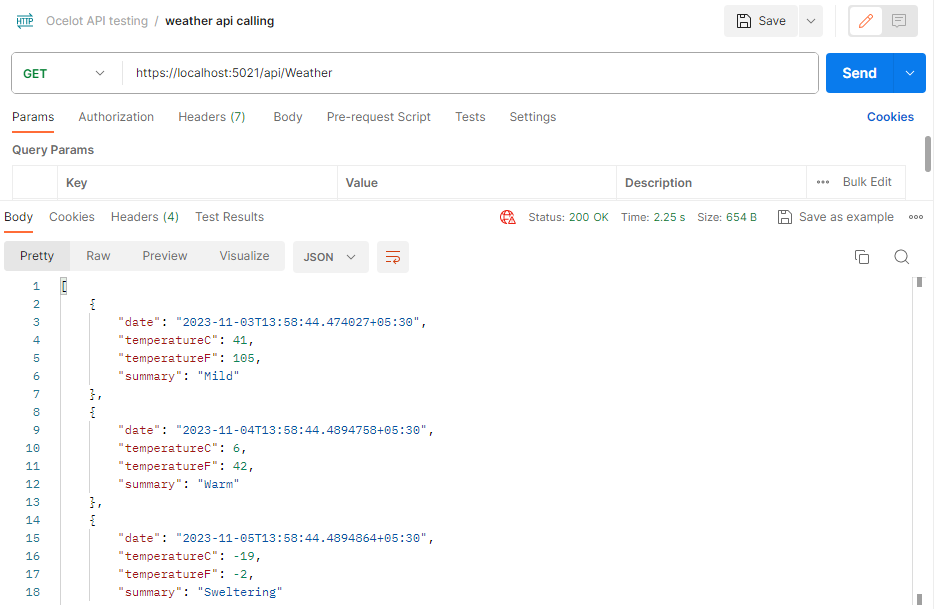 HTTP Ocelot API testing / weather api calling Save
GET https://localhost:5021/api/Weather Send
Params Authorization Headers (7) Body Pre-request Script Tests Settings Cookies
Query Params
Key Value Description ••• Bulk Edit
Body Cookies Headers (4) Test Results Status: 200 OK Time: 2.25 s Size: 654 B Save as example •••
Pretty Raw Preview Visualize JSON
1 [
2 {
3 "date": "2023-11-03T13:58:44.474027+05:30",
4 "temperatureC": 41,
5 "temperatureF": 105,
6 "summary": "Mild"
7 },
8 {
9 "date": "2023-11-04T13:58:44.4894758+05:30",
10 "temperatureC": 6,
11 "temperatureF": 42,
12 "summary": "Warm"
13 },
14 {
15 "date": "2023-11-05T13:58:44.4894864+05:30",
16 "temperatureC": -19,
17 "temperatureF": -2,
18 "summary": "Sweltering"